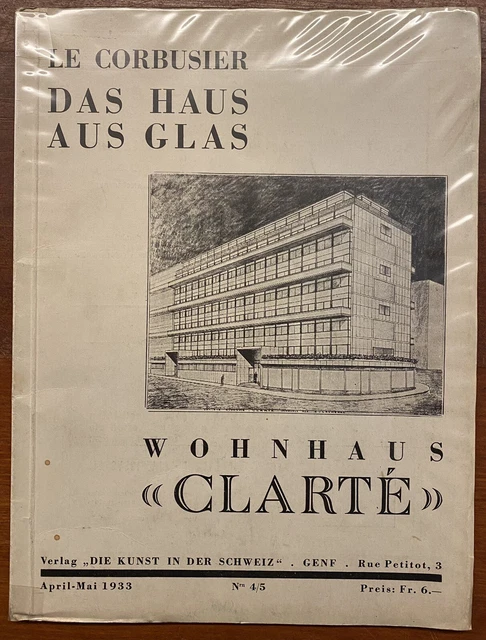 LE CORBUSIER
DAS HAUS
AUS GLAS
WOHNHAUS
«CLARTÉ»
Verlag „DIE KUNST IN DER SCHWEIZ“ . GENF . Rue Petitot, 3
April-Mai 1933 Nrn 4/5 Preis: Fr. 6.—